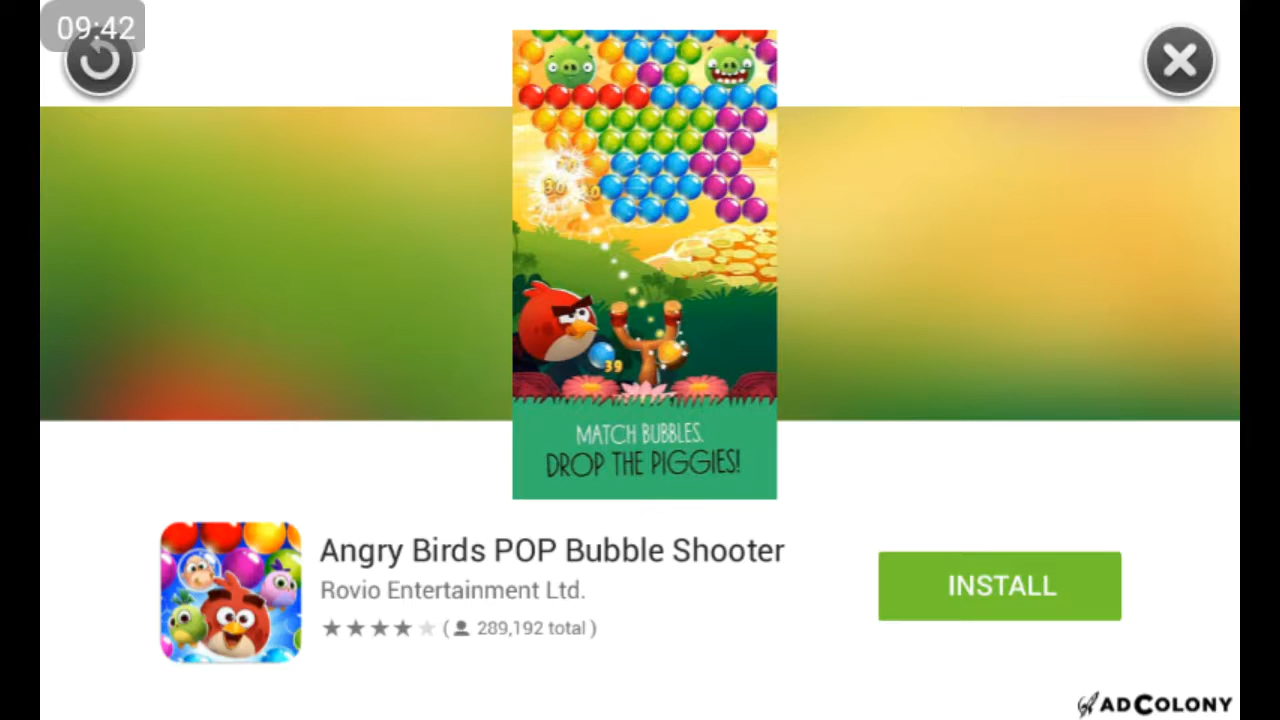 09:42
39
MATCH BUBBLES.
DROP THE PIGGIES!
Angry Birds POP Bubble Shooter
Rovio Entertainment Ltd.
( 289,192 total )
INSTALL
ADCOLONY